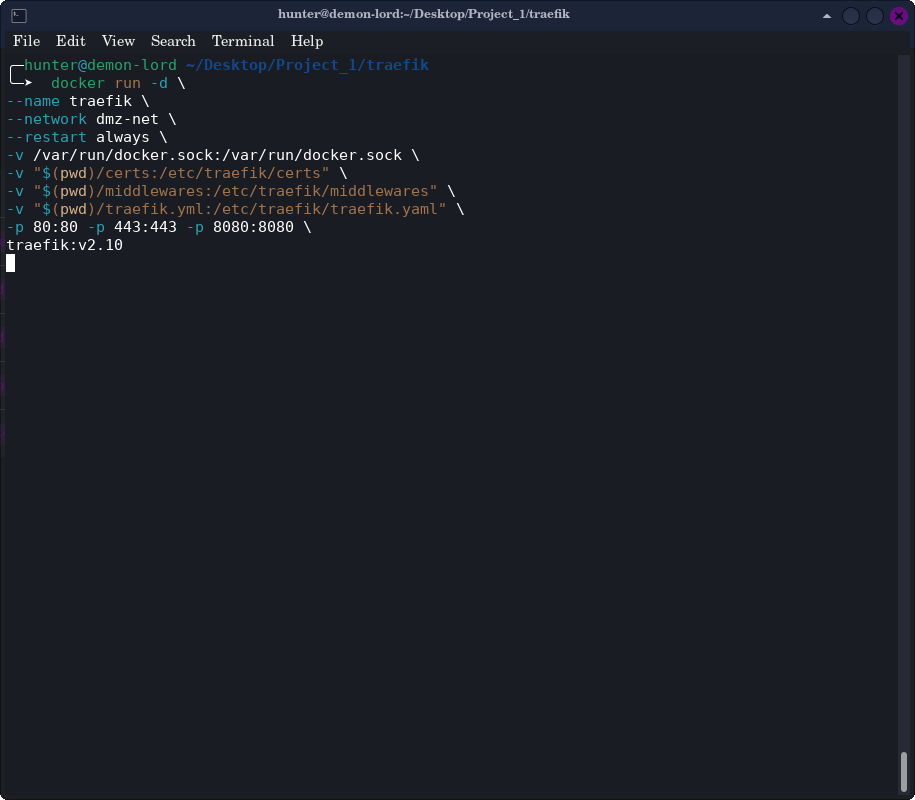 hunter@demon-lord:~/Desktop/Project_1/traefik
File Edit View Search Terminal Help
hunter@demon-lord ~/Desktop/Project_1/traefik
docker run -d \
--name traefik \
--network dmz-net \
--restart always \
-v /var/run/docker.sock:/var/run/docker.sock \
-v "$(pwd)/certs:/etc/traefik/certs" \
-v "$(pwd)/middlewares:/etc/traefik/middlewares" \
-v "$(pwd)/traefik.yml:/etc/traefik/traefik.yaml" \
-p 80:80 -p 443:443 -p 8080:8080 \
traefik:v2.10